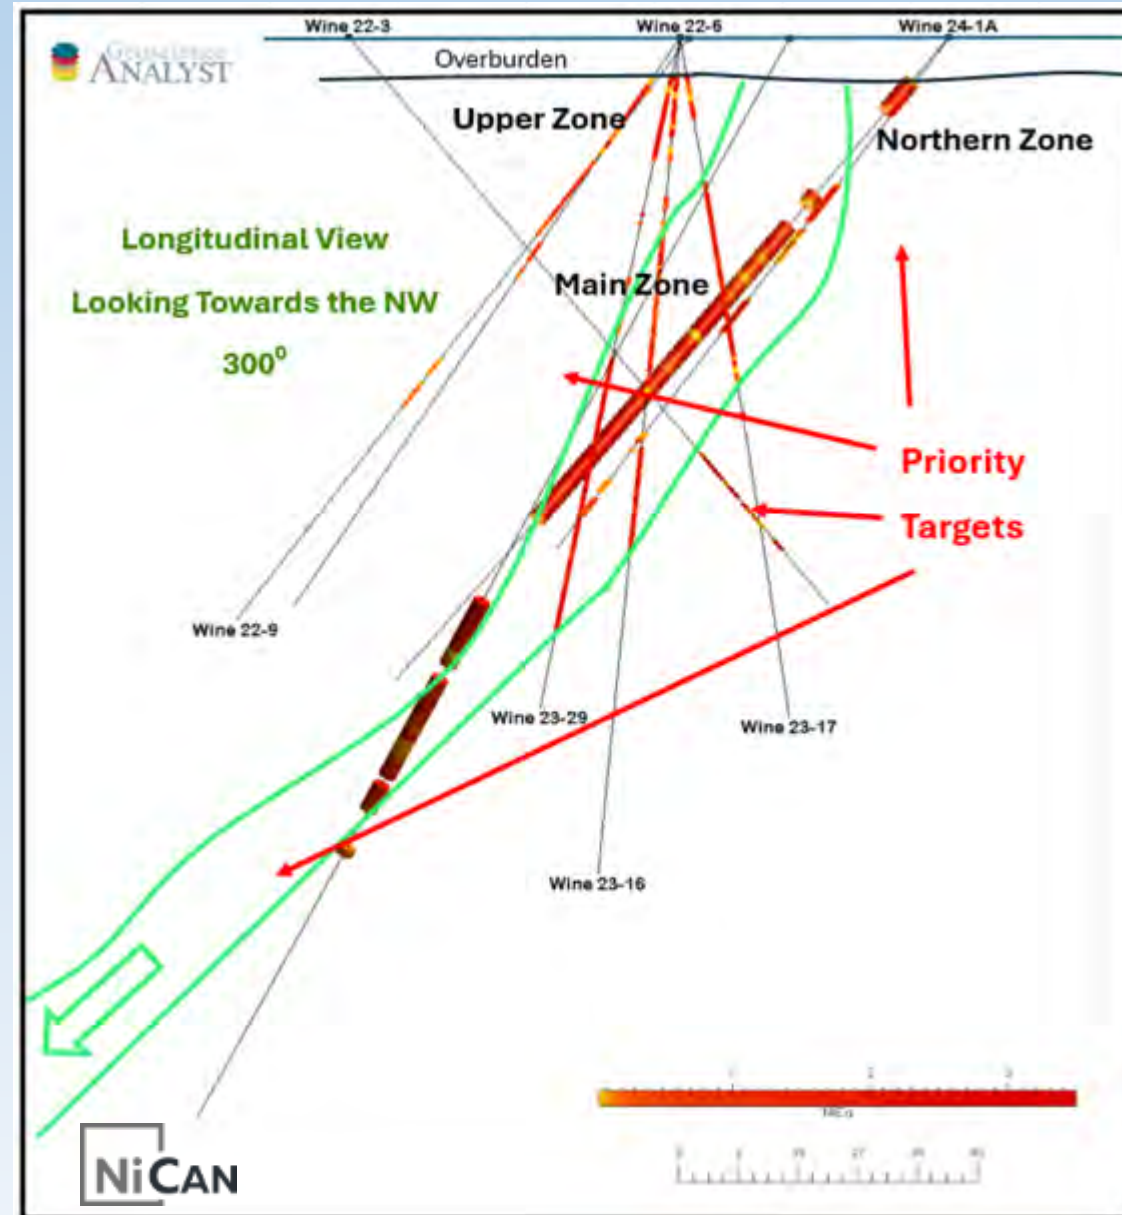 Wine 22-3
Wine 22-6
Wine 24-1A
Geoscience
ANALYST
Overburden
Upper Zone
Northern Zone
Longitudinal View
Looking Towards the NW
300⁰
Main Zone
Priority
Targets
Wine 22-9
Wine 23-29
Wine 23-17
Wine 23-16
NiCAN